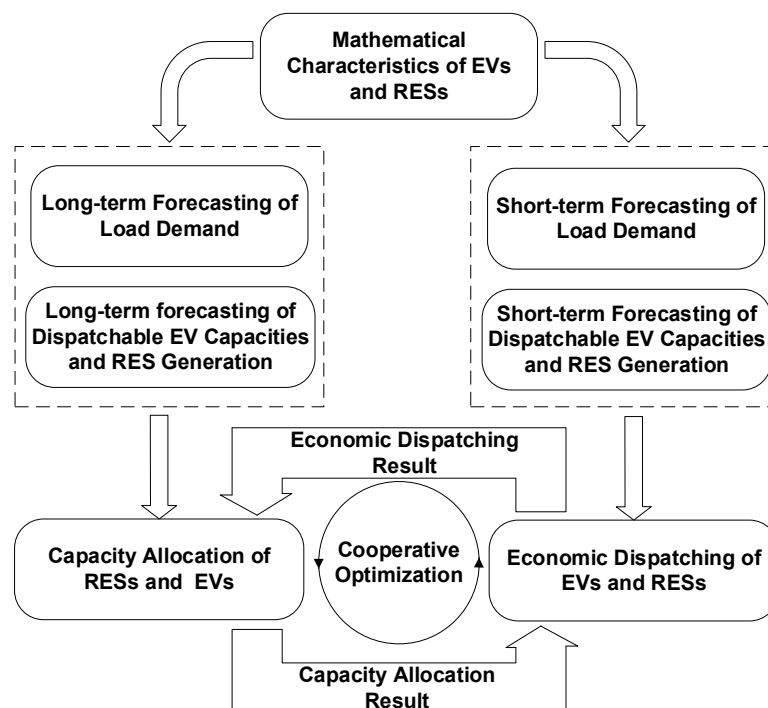 Mathematical
Characteristics of EVs
and RESs
Long-term Forecasting of
Load Demand
Long-term forecasting of
Dispatchable EV Capacities
and RES Generation
Short-term Forecasting of
Load Demand
Short-term Forecasting of
Dispatchable EV Capacities
and RES Generation
Economic Dispatching
Result
Capacity Allocation of
RESs and EVs
Cooperative
Optimization
Economic Dispatching of
EVs and RESs
Capacity Allocation
Result